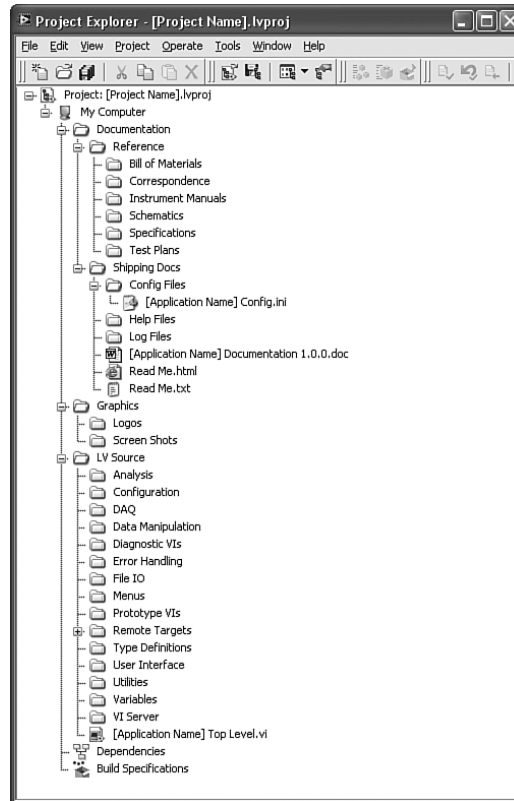 Project Explorer - [Project Name].lvproj
File Edit View Project Operate Tools Window Help
Project: [Project Name].lvproj
My Computer
Documentation
Reference
Bill of Materials
Correspondence
Instrument Manuals
Schematics
Specifications
Test Plans
Shipping Docs
Config Files
[Application Name] Config.ini
Help Files
Log Files
[Application Name] Documentation 1.0.0.doc
Read Me.html
Read Me.txt
Graphics
Logos
Screen Shots
LV Source
Analysis
Configuration
DAQ
Data Manipulation
Diagnostic VIs
Error Handling
File IO
Menus
Prototype VIs
Remote Targets
Type Definitions
User Interface
Utilities
Variables
VI Server
[Application Name] Top Level.vi
Dependencies
Build Specifications